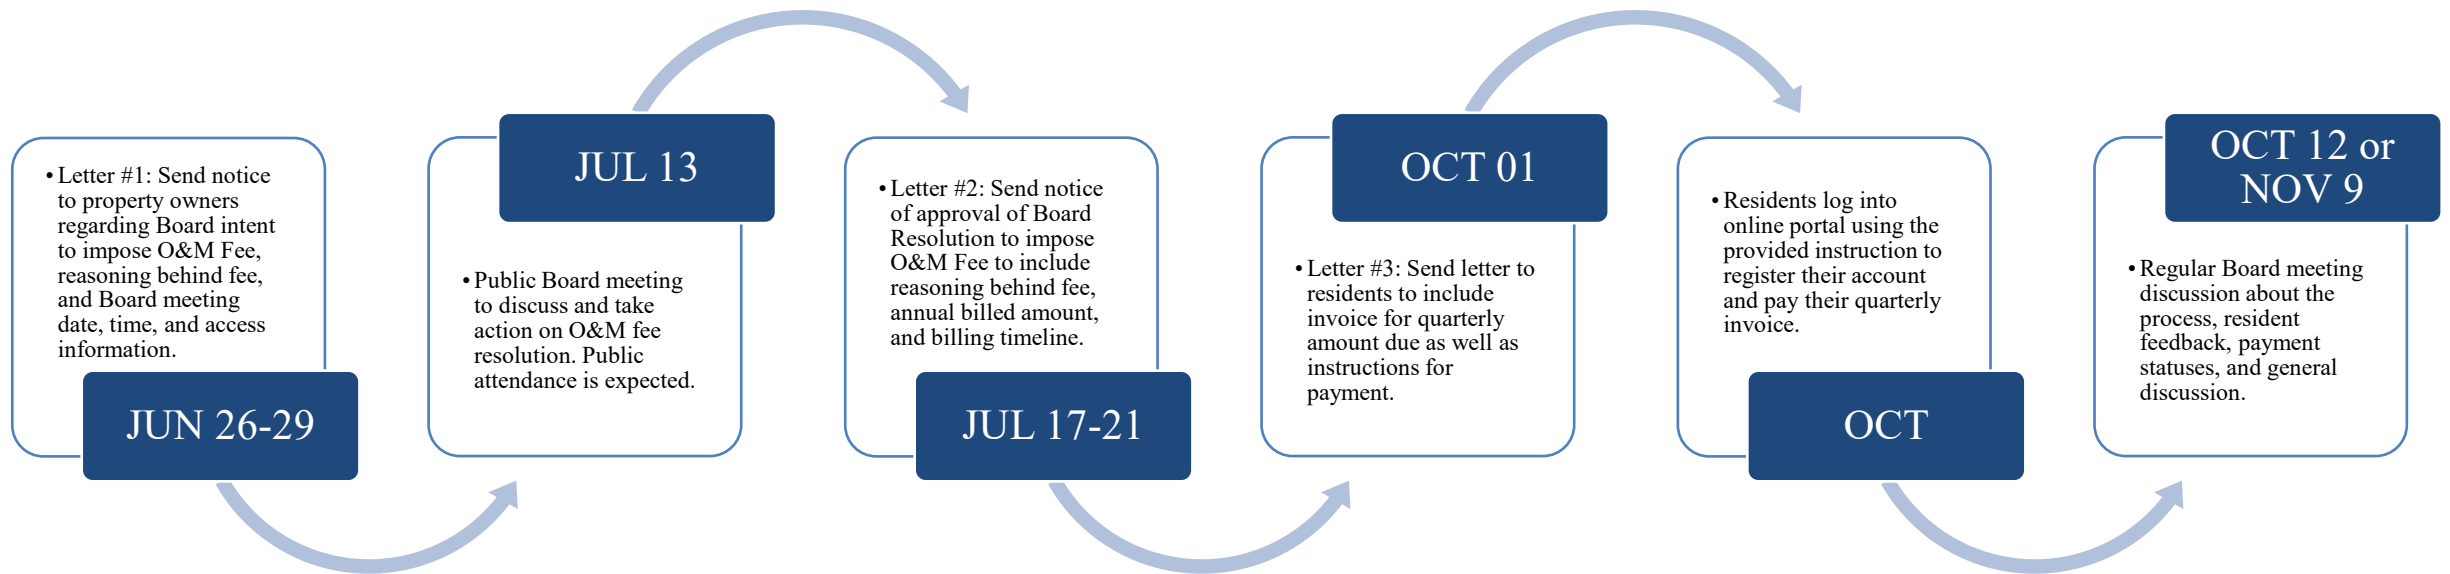 • Letter #1: Send notice
to property owners
regarding Board intent
to impose O&M Fee,
reasoning behind fee,
and Board meeting
date, time, and access
information.
JUN 26-29
JUL 13
• Public Board meeting
to discuss and take
action on O&M fee
resolution. Public
attendance is expected.
• Letter #2: Send notice
of approval of Board
Resolution to impose
O&M Fee to include
reasoning behind fee,
annual billed amount,
and billing timeline.
JUL 17-21
OCT 01
• Letter #3: Send letter to
residents to include
invoice for quarterly
amount due as well as
instructions for
payment.
• Residents log into
online portal using the
provided instruction to
register their account
and pay their quarterly
invoice.
OCT
OCT 12 or
NOV 9
• Regular Board meeting
discussion about the
process, resident
feedback, payment
statuses, and general
discussion.